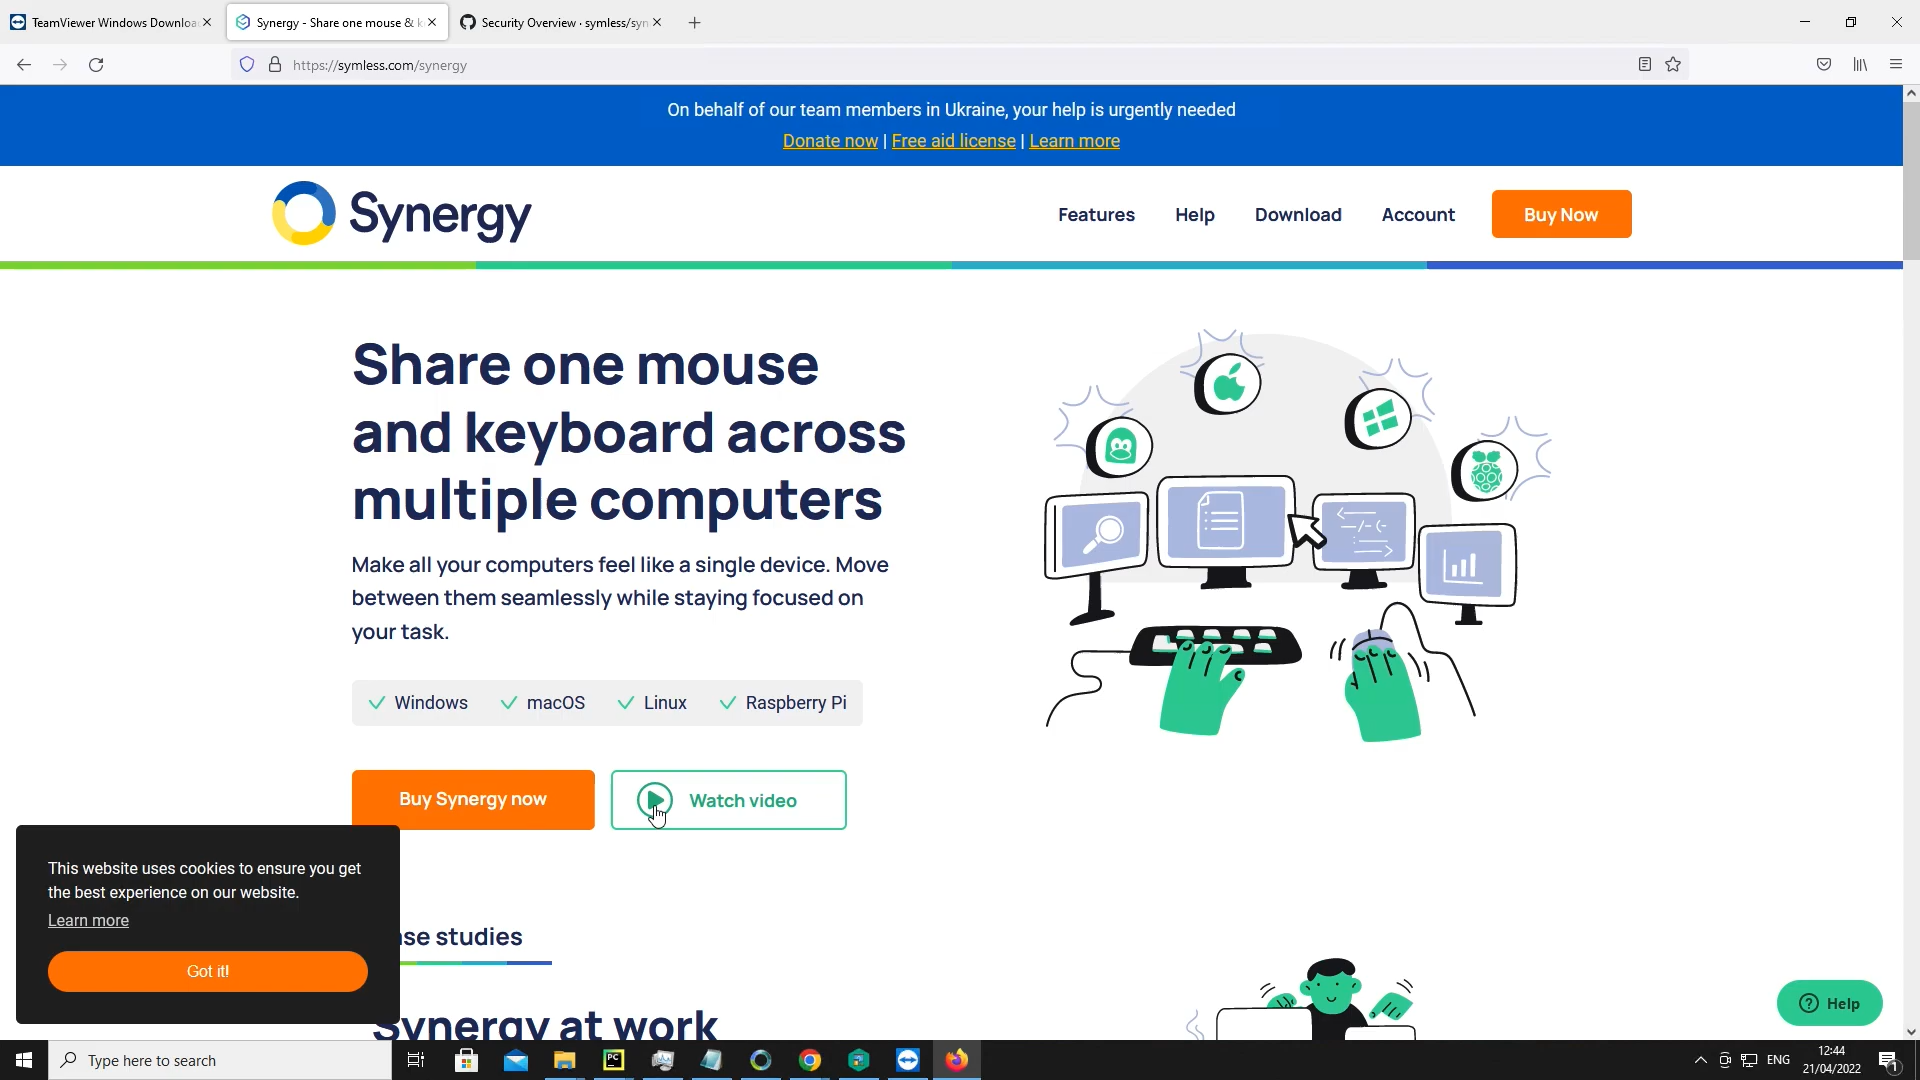 TeamViewer Windows Downloa
Synergy - Share one mouse & k
Security Overview · symless/syn
https://symless.com/synergy
On behalf of our team members in Ukraine, your help is urgently needed
Donate now | Free aid license | Learn more
Synergy
Features
Help
Download
Account
Buy Now
Share one mouse
and keyboard across
multiple computers
Make all your computers feel like a single device. Move
between them seamlessly while staying focused on
your task.
Windows
macOS
Linux
Raspberry Pi
Buy Synergy now
Watch video
This website uses cookies to ensure you get
the best experience on our website.
Learn more
Got it!
ase studies
Synergy at work
Help
Type here to search
PC
ENG
12:44
21/04/2022
1